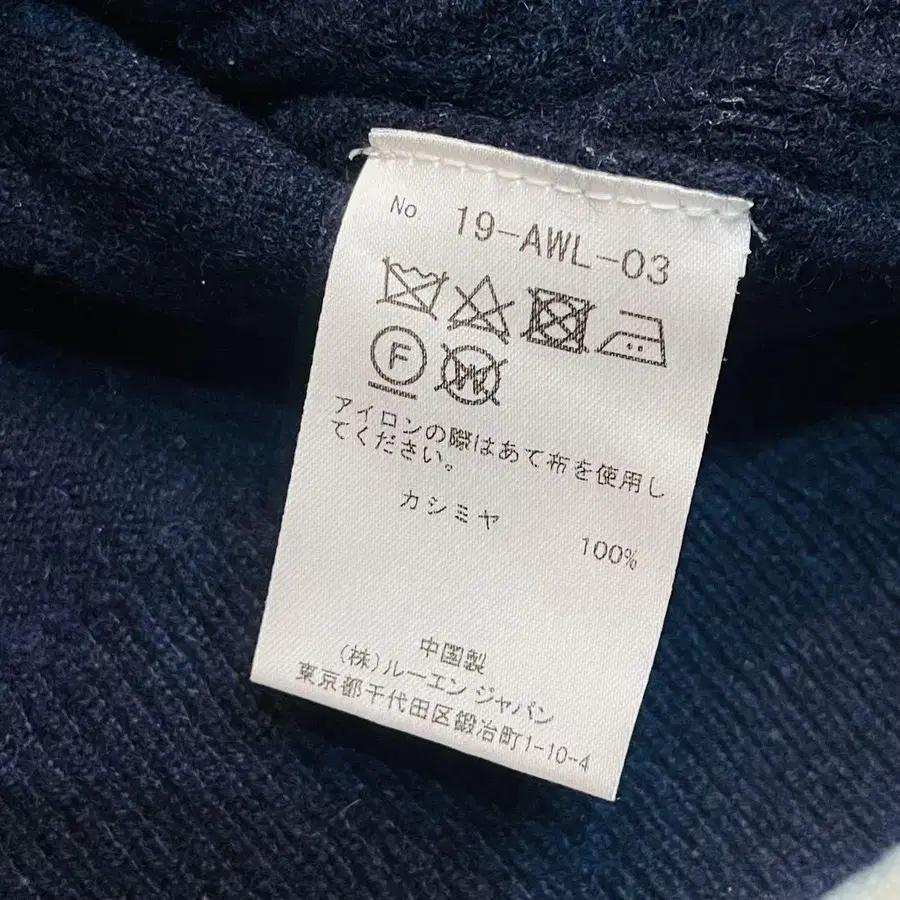 No 19-AWL-03
F
W
アイロンの際はあて布を使用し
てください。
カシミヤ
100%
中国製
(株)ルーエン ジャパン
東京都千代田区鍛冶町1-10-4